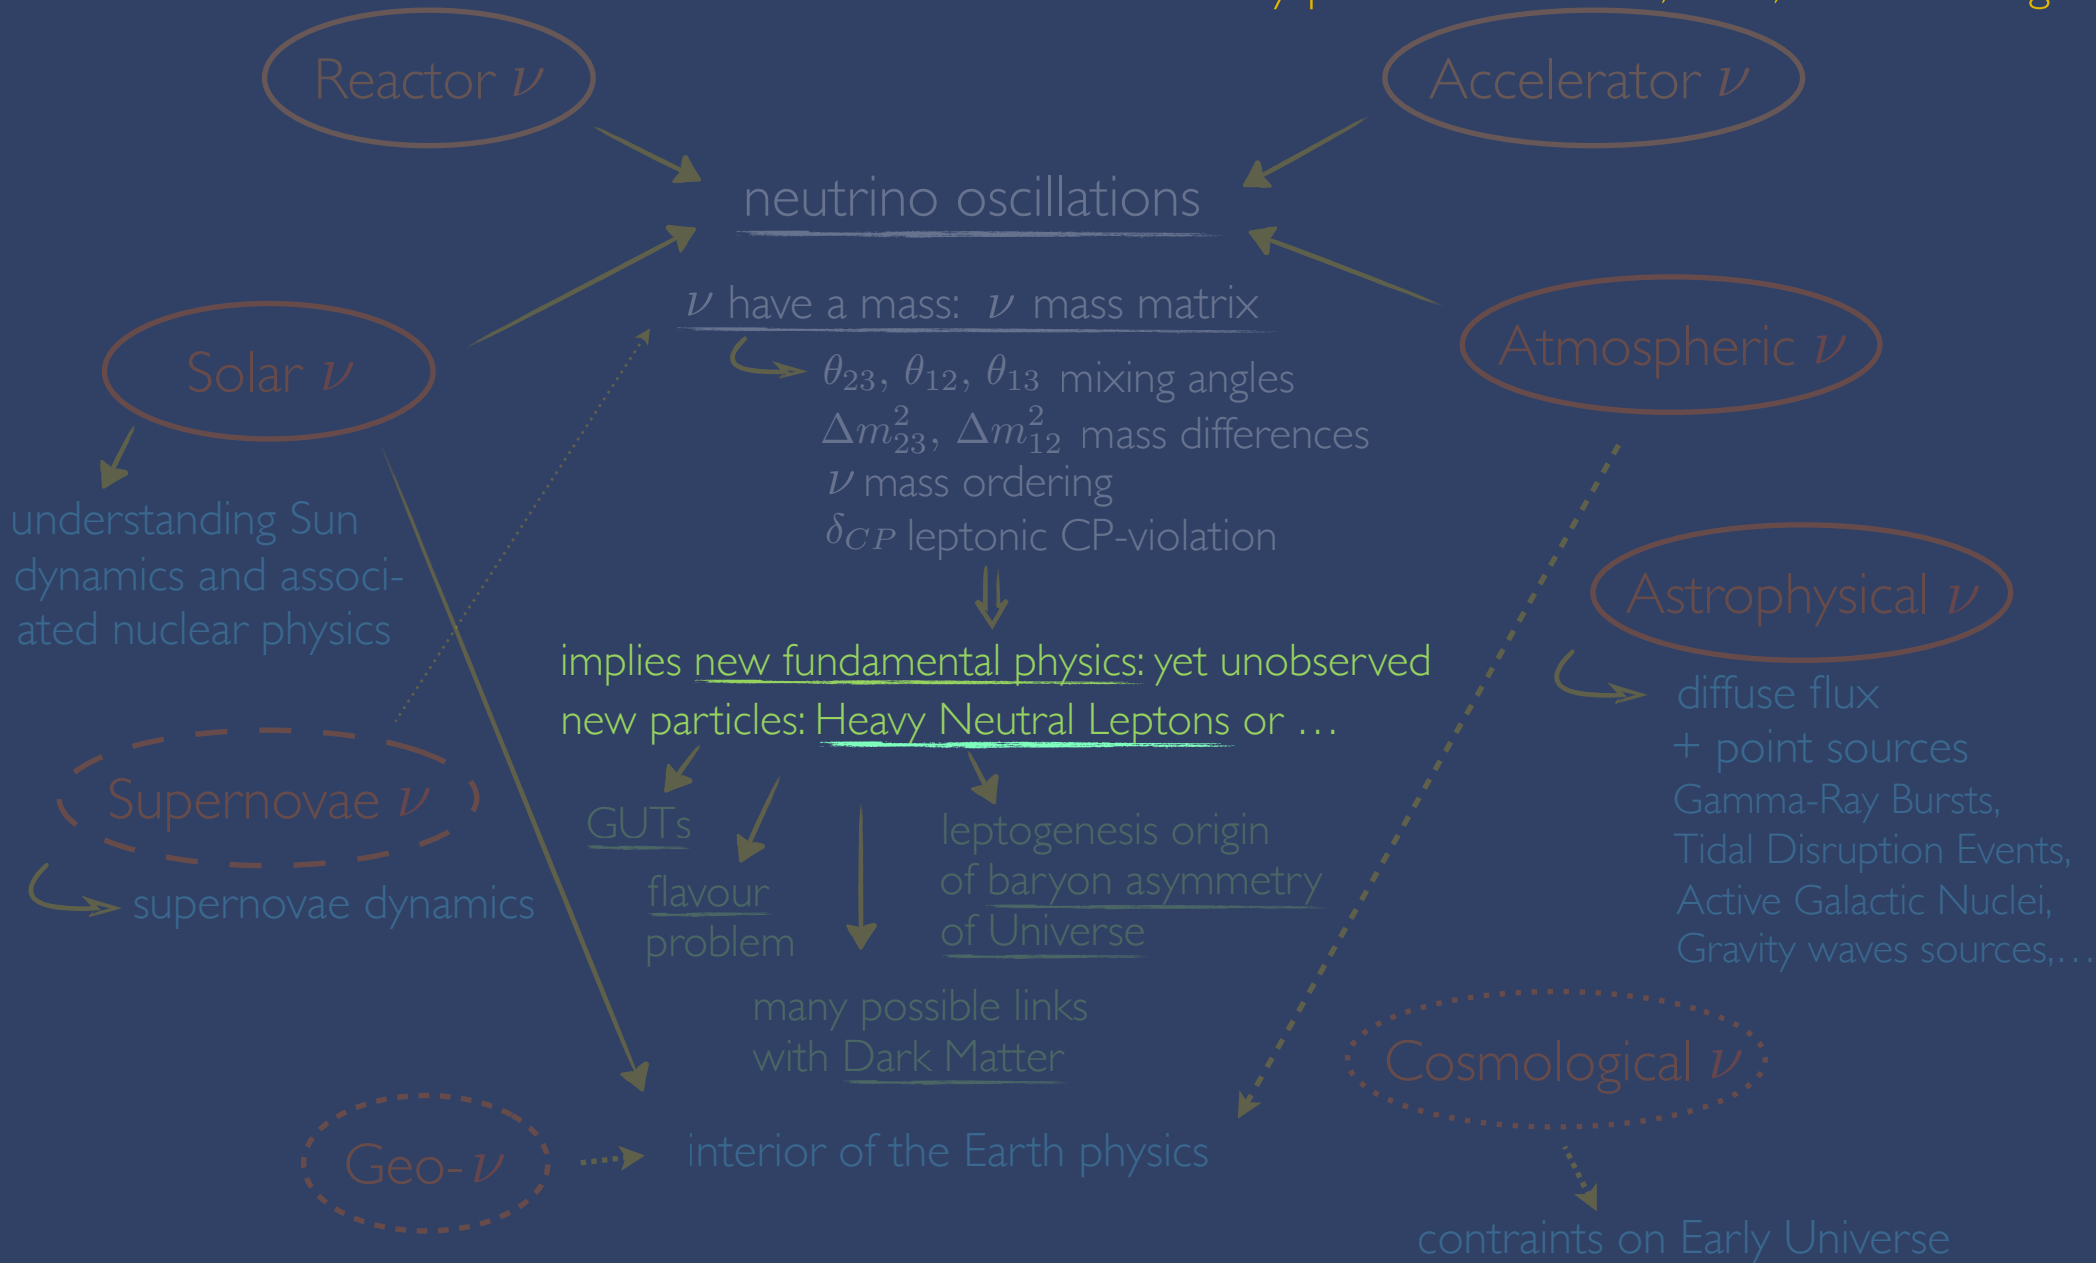 Reactor ν
Accelerator ν
neutrino oscillations
ν have a mass: ν mass matrix
Solar ν
Atmospheric ν
θ₂₃, θ₁₂, θ₁₃ mixing angles
Δm²₂₃, Δm²₁₂ mass differences
ν mass ordering
δ_CP leptonic CP-violation
understanding Sun
dynamics and associ-
ated nuclear physics
Astrophysical ν
implies new fundamental physics: yet unobserved
new particles: Heavy Neutral Leptons or …
diffuse flux
+ point sources
Gamma-Ray Bursts,
Tidal Disruption Events,
Active Galactic Nuclei,
Gravity waves sources,…
Supernovae ν
supernovae dynamics
GUTs
flavour
problem
leptogenesis origin
of baryon asymmetry
of Universe
many possible links
with Dark Matter
Cosmological ν
Geo-ν
interior of the Earth physics
contraints on Early Universe